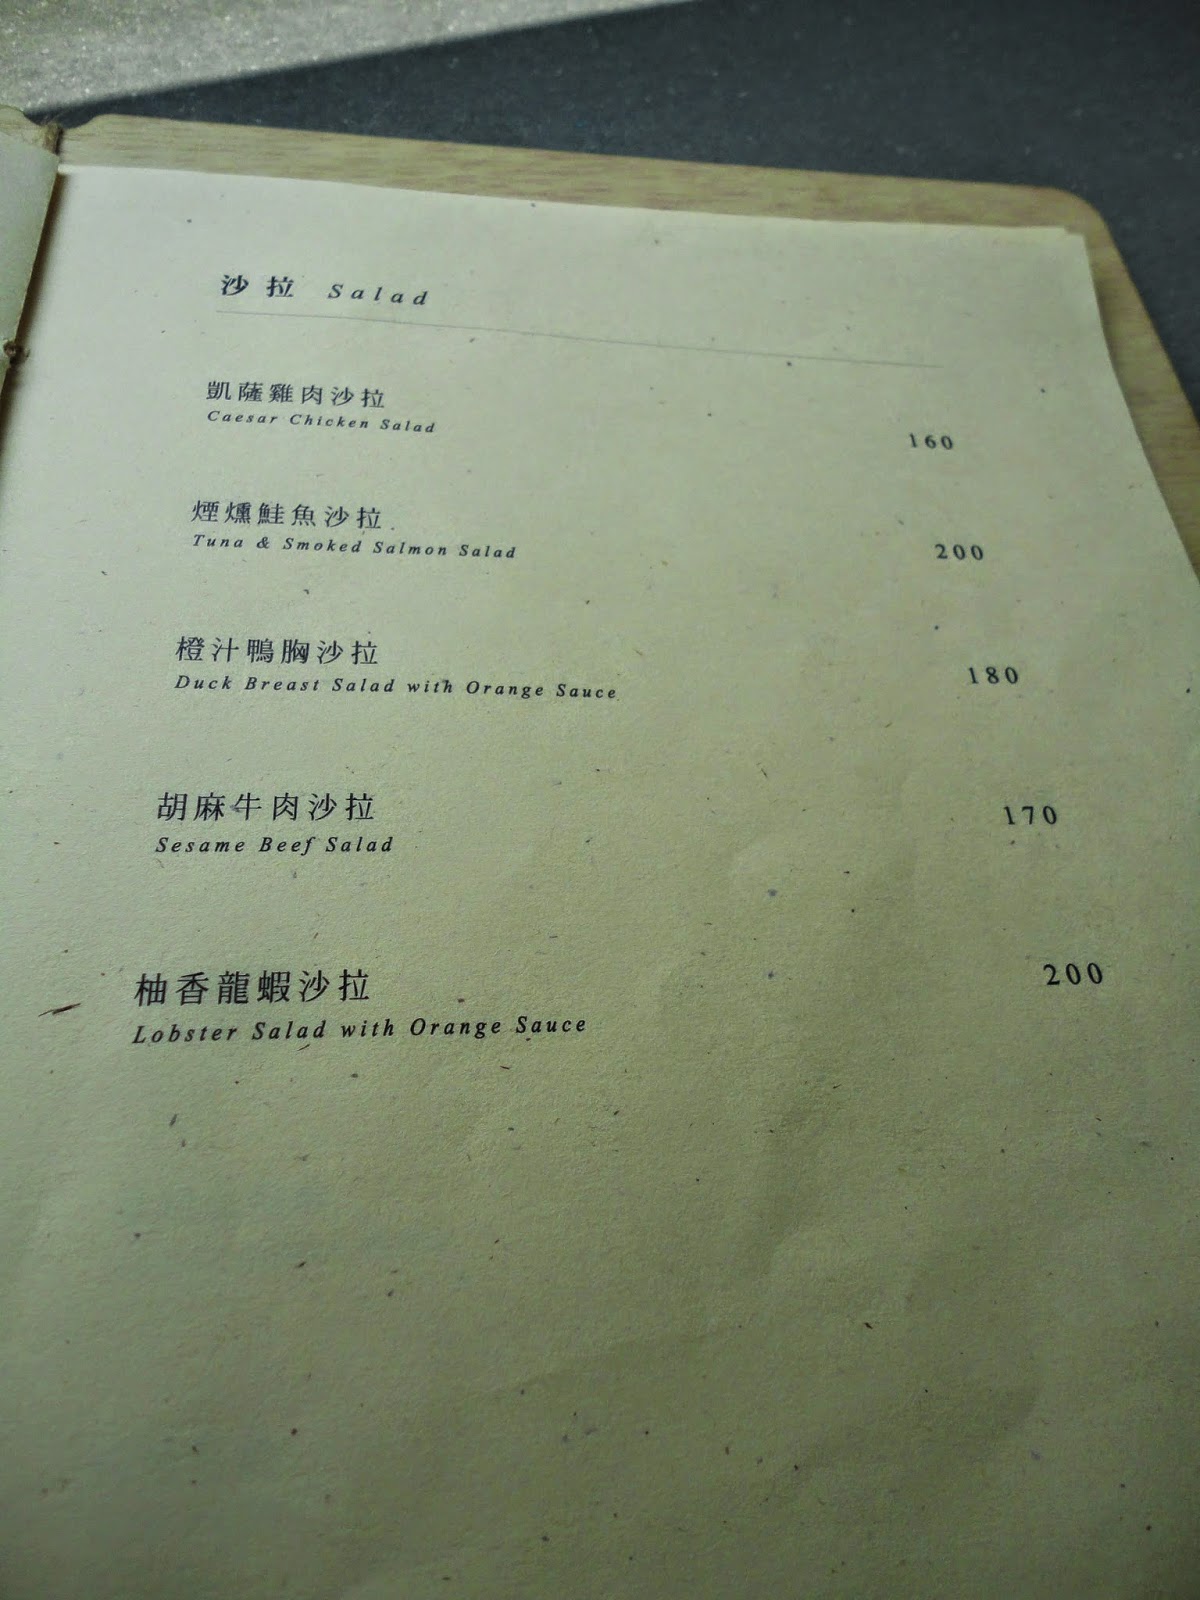 沙拉 Salad
凱薩雞肉沙拉
Caesar Chicken Salad
160
煙燻鮭魚沙拉
Tuna & Smoked Salmon Salad
200
橙汁鴨胸沙拉
Duck Breast Salad with Orange Sauce
180
胡麻牛肉沙拉
Sesame Beef Salad
170
柚香龍蝦沙拉
Lobster Salad with Orange Sauce
200